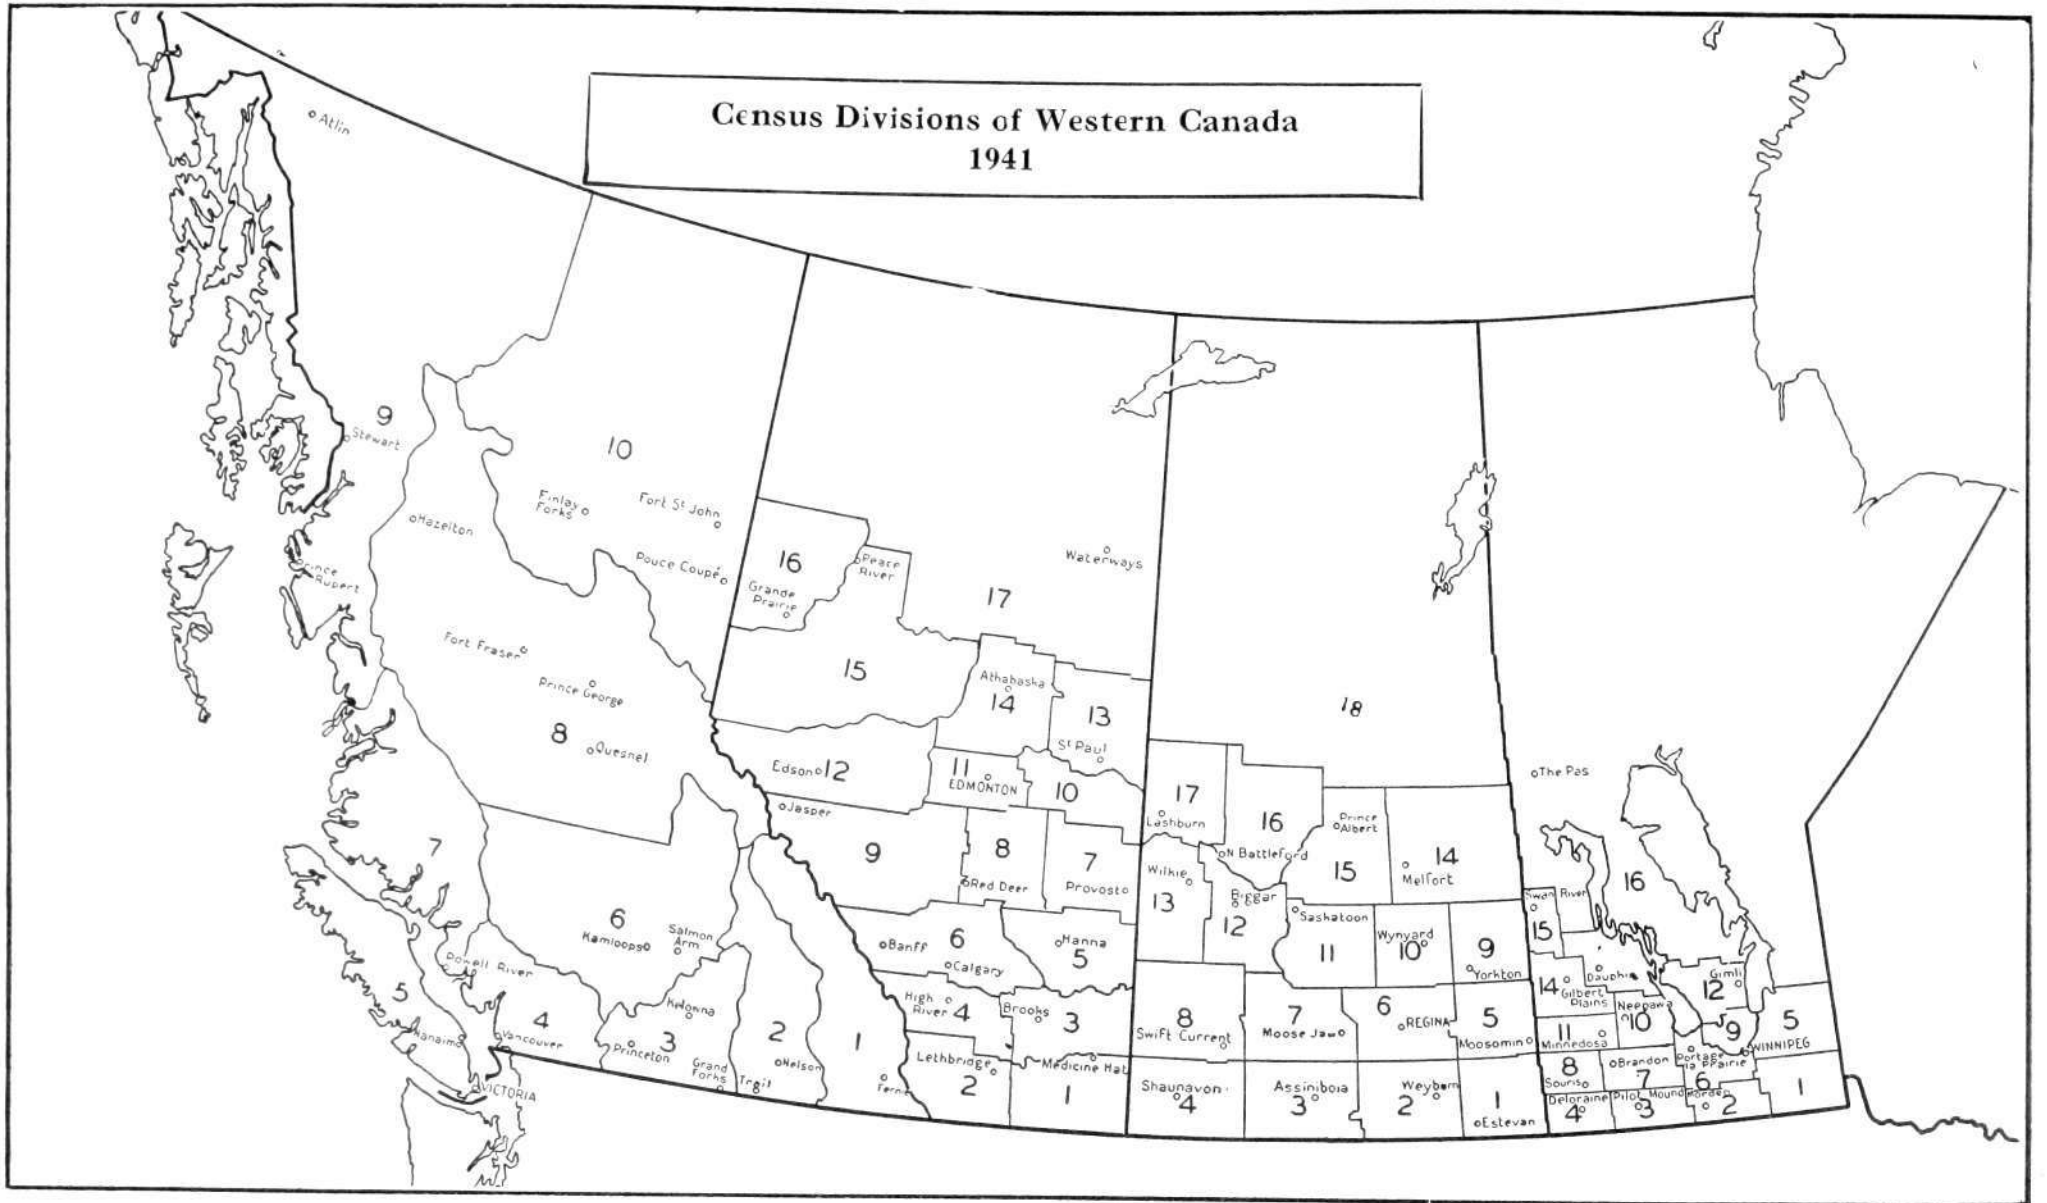 Census Divisions of Western Canada
1941
Atlin
9
Stewart
10
Finlay
Forks
Fort St John
Hazelton
Pouce Coupé
Prince
Rupert
Fort Fraser
Prince George
8
Quesnel
7
6
Kamloops
Salmon
Arm
Powell River
5
Nanaimo
4
Vancouver
VICTORIA
Kelowna
3
Princeton
Grand
Forks
Trail
2
Nelson
1
Fernie
16
Grande
Prairie
Peace
River
17
Waterways
15
Athabaska
14
13
St Paul
Edson
12
11
EDMONTON
10
Jasper
9
8
Red Deer
7
Provost
Banff
6
Calgary
Hanna
5
High
River
4
Brooks
3
Lethbridge
2
Medicine Hat
1
18
17
Lashburn
16
N Battleford
Prince
Albert
15
14
Melfort
Wilkie
13
Biggar
12
Saskatoon
11
Wynyard
10
9
Yorkton
8
Swift Current
7
Moose Jaw
6
REGINA
5
Moosomin
Shaunavon
4
Assiniboia
3
Weyburn
2
1
Estevan
The Pas
16
Swan River
15
14
Gilbert
Plains
Dauphin
Gimli
12
11
Minnedosa
Neepawa
10
9
5
WINNIPEG
8
Souris
Brandon
7
Portage
la Prairie
6
Deloraine
4
Pilot Mound
3
Morden
2
1